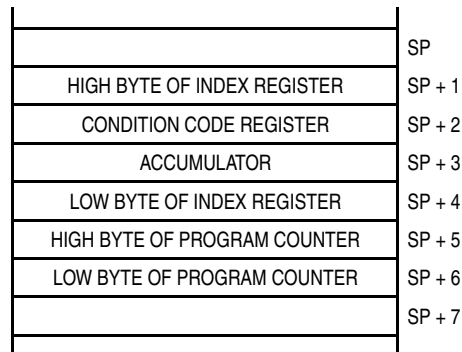 SP
HIGH BYTE OF INDEX REGISTER SP + 1
CONDITION CODE REGISTER SP + 2
ACCUMULATOR SP + 3
LOW BYTE OF INDEX REGISTER SP + 4
HIGH BYTE OF PROGRAM COUNTER SP + 5
LOW BYTE OF PROGRAM COUNTER SP + 6
SP + 7